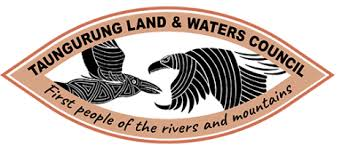 TAUNGURUNG LAND & WATERS COUNCIL
First people of the rivers and mountains